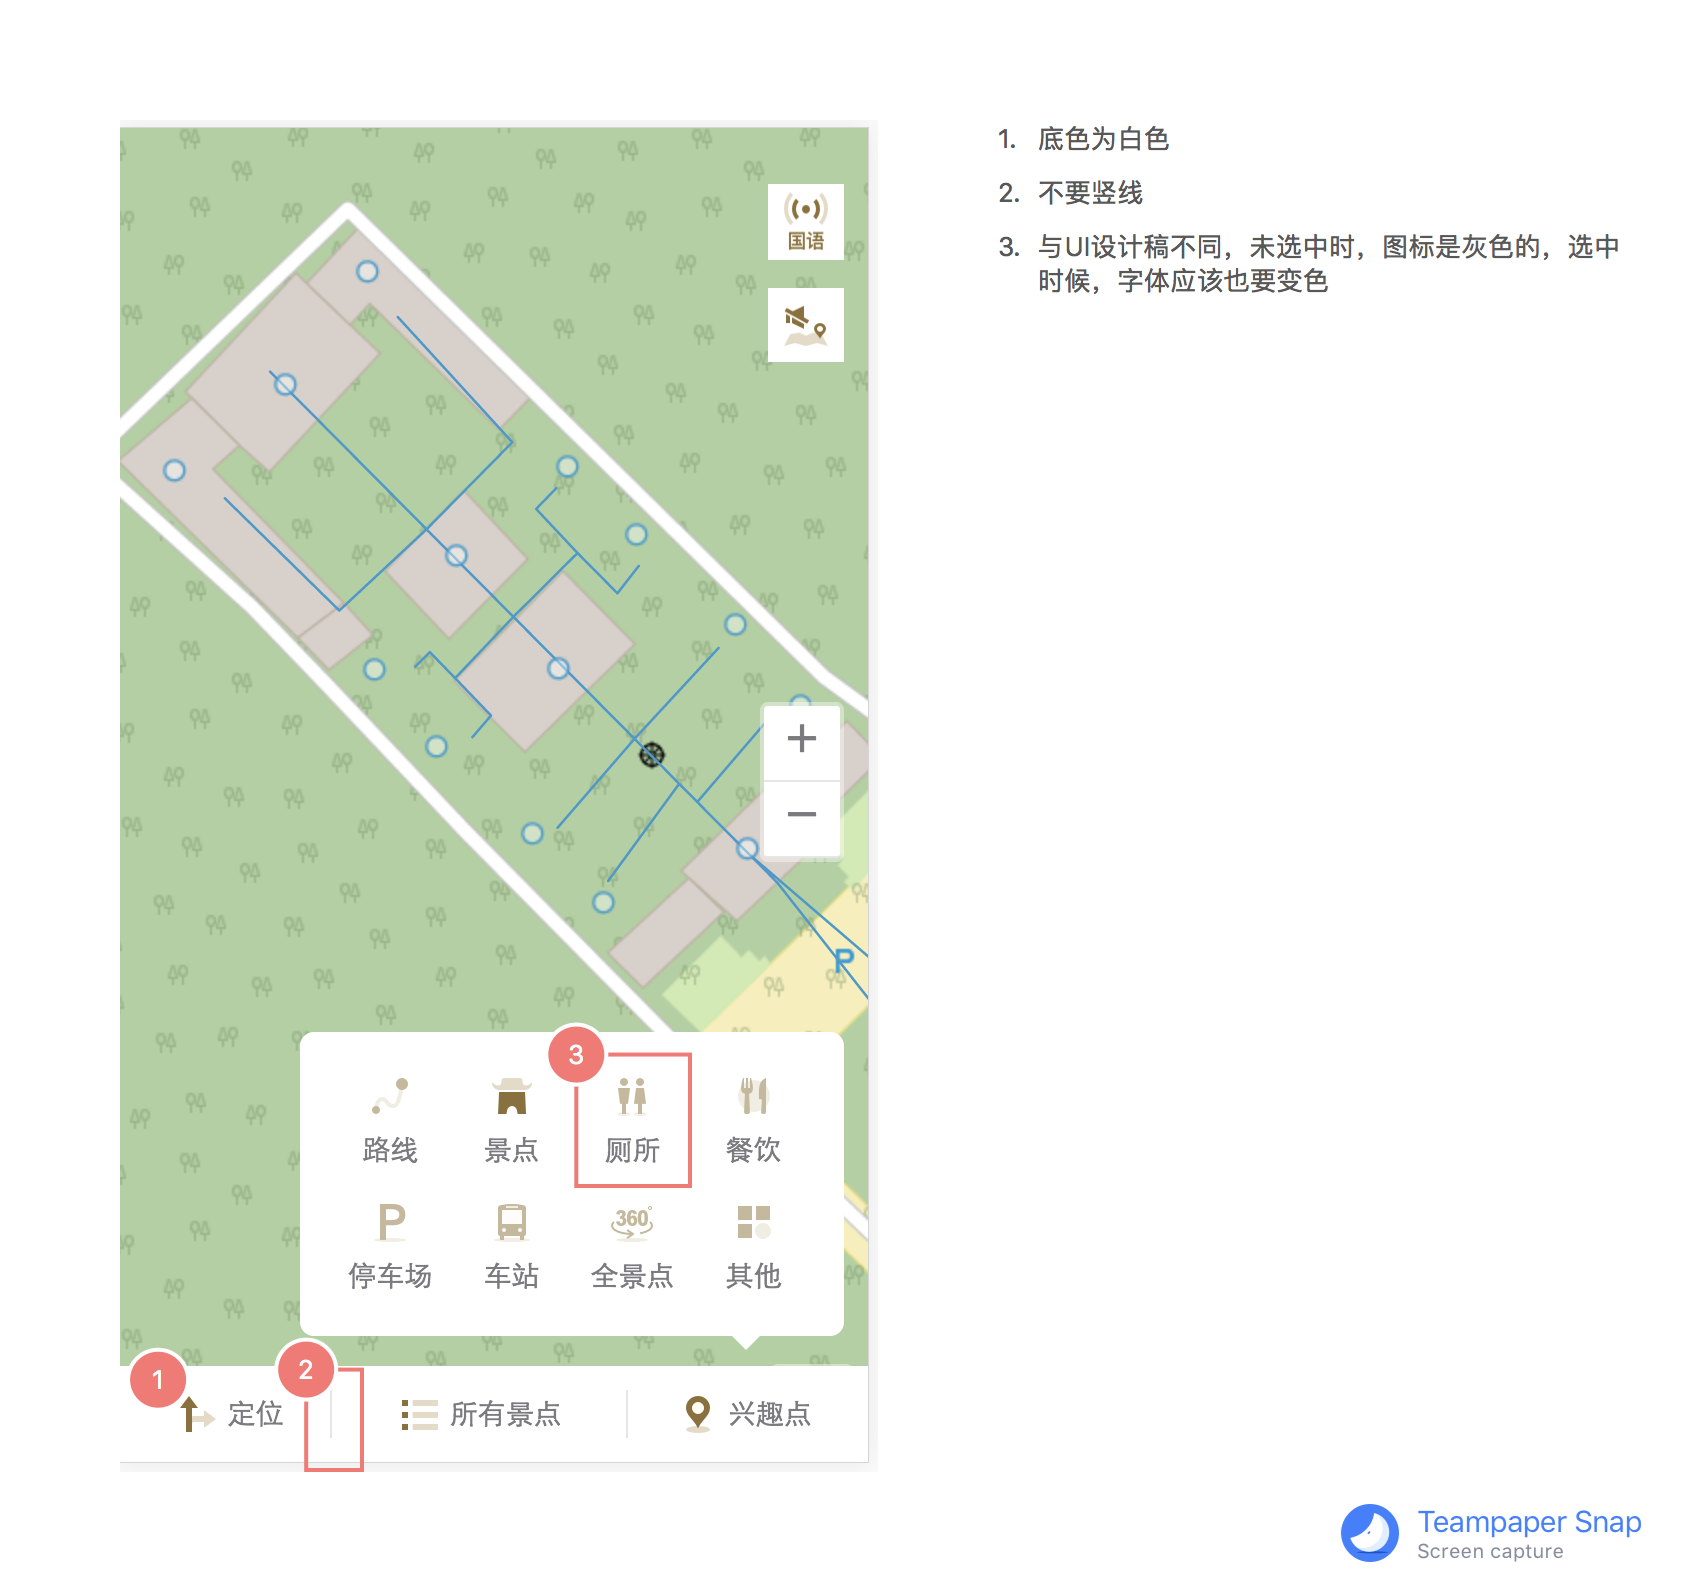 1. 底色为白色
2. 不要竖线
3. 与UI设计稿不同，未选中时，图标是灰色的，选中
时候，字体应该也要变色
国语
+
−
P
3
路线 景点 厕所 餐饮
P 360°
停车场 车站 全景点 其他
1 2
定位 所有景点 兴趣点
Teampaper Snap
Screen capture